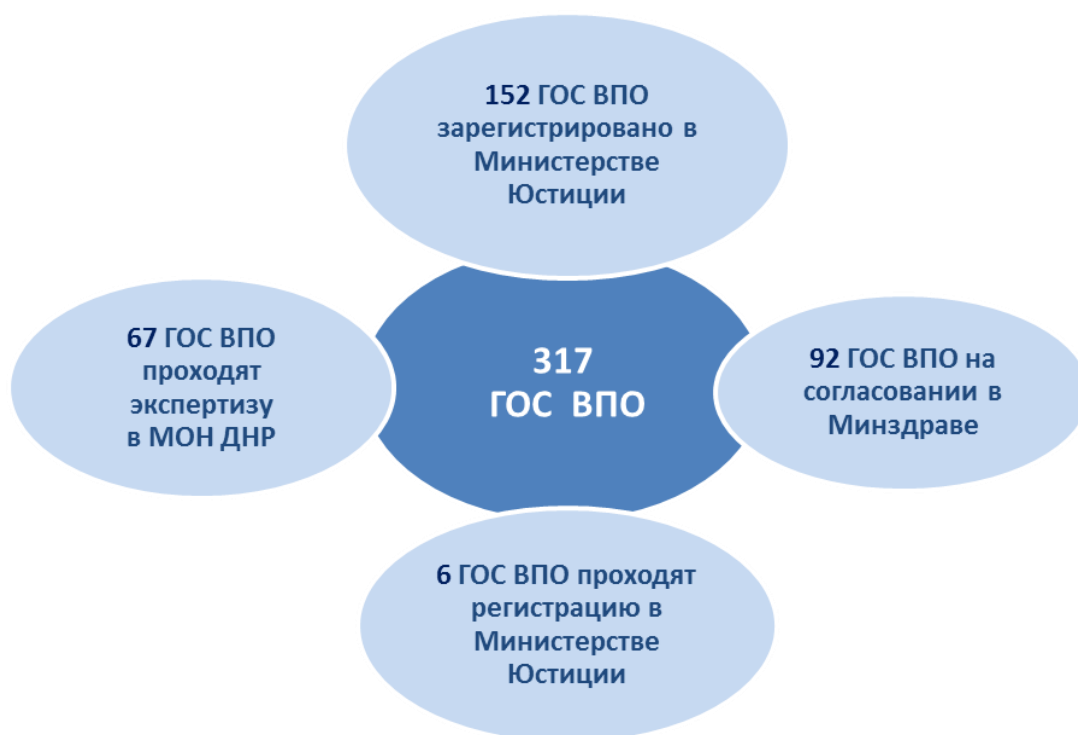 152 ГОС ВПО
зарегистрировано в
Министерстве
Юстиции
67 ГОС ВПО
проходят
экспертизу
в МОН ДНР
317
ГОС ВПО
92 ГОС ВПО на
согласовании в
Минздраве
6 ГОС ВПО проходят
регистрацию в
Министерстве
Юстиции